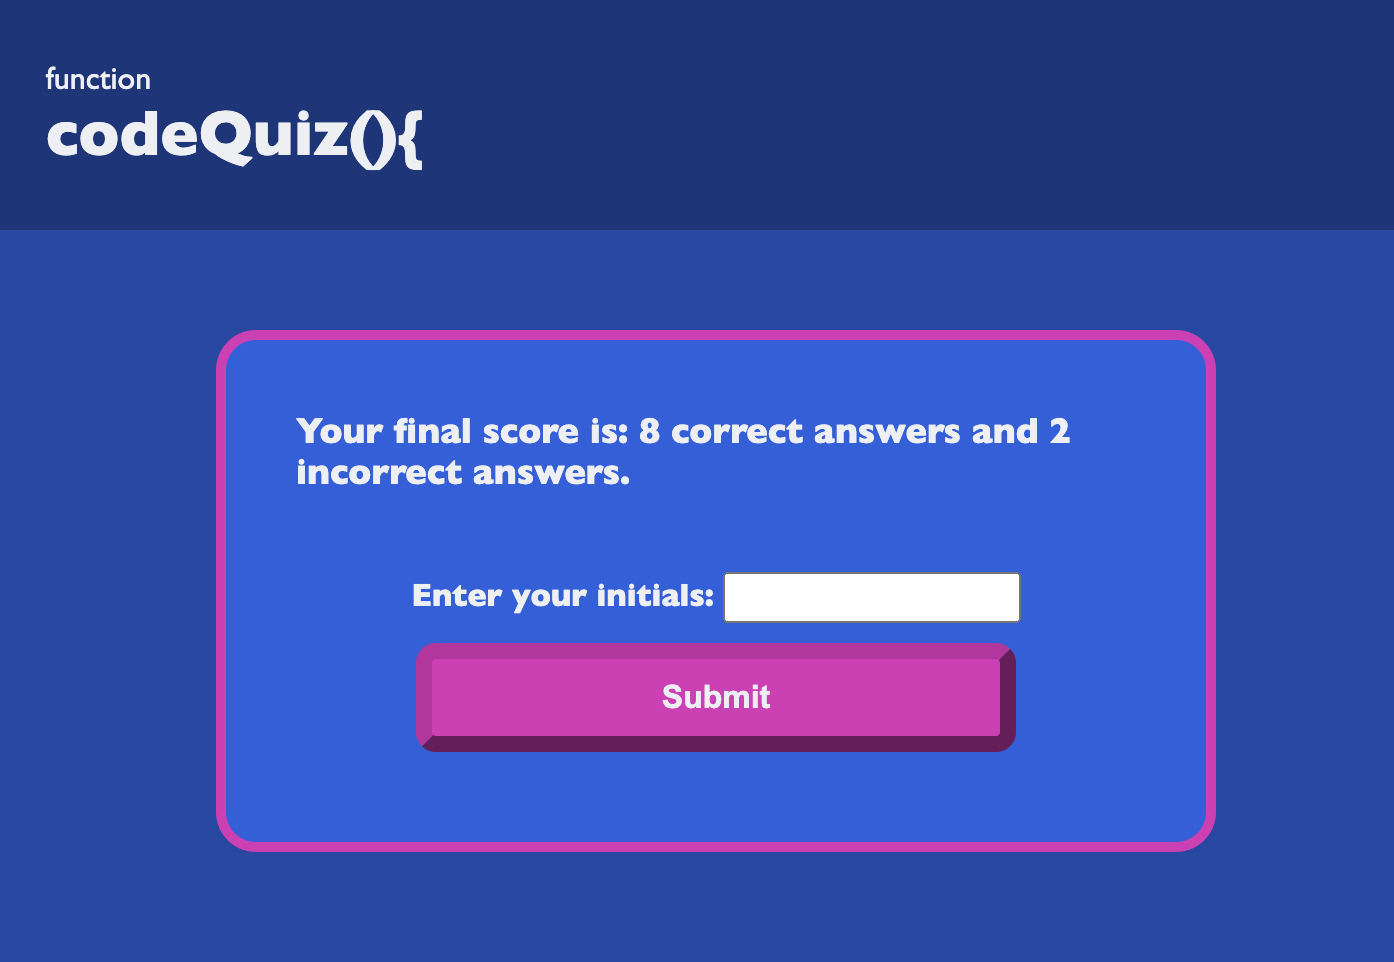 function
codeQuiz(){
Your final score is: 8 correct answers and 2
incorrect answers.
Enter your initials:
Submit